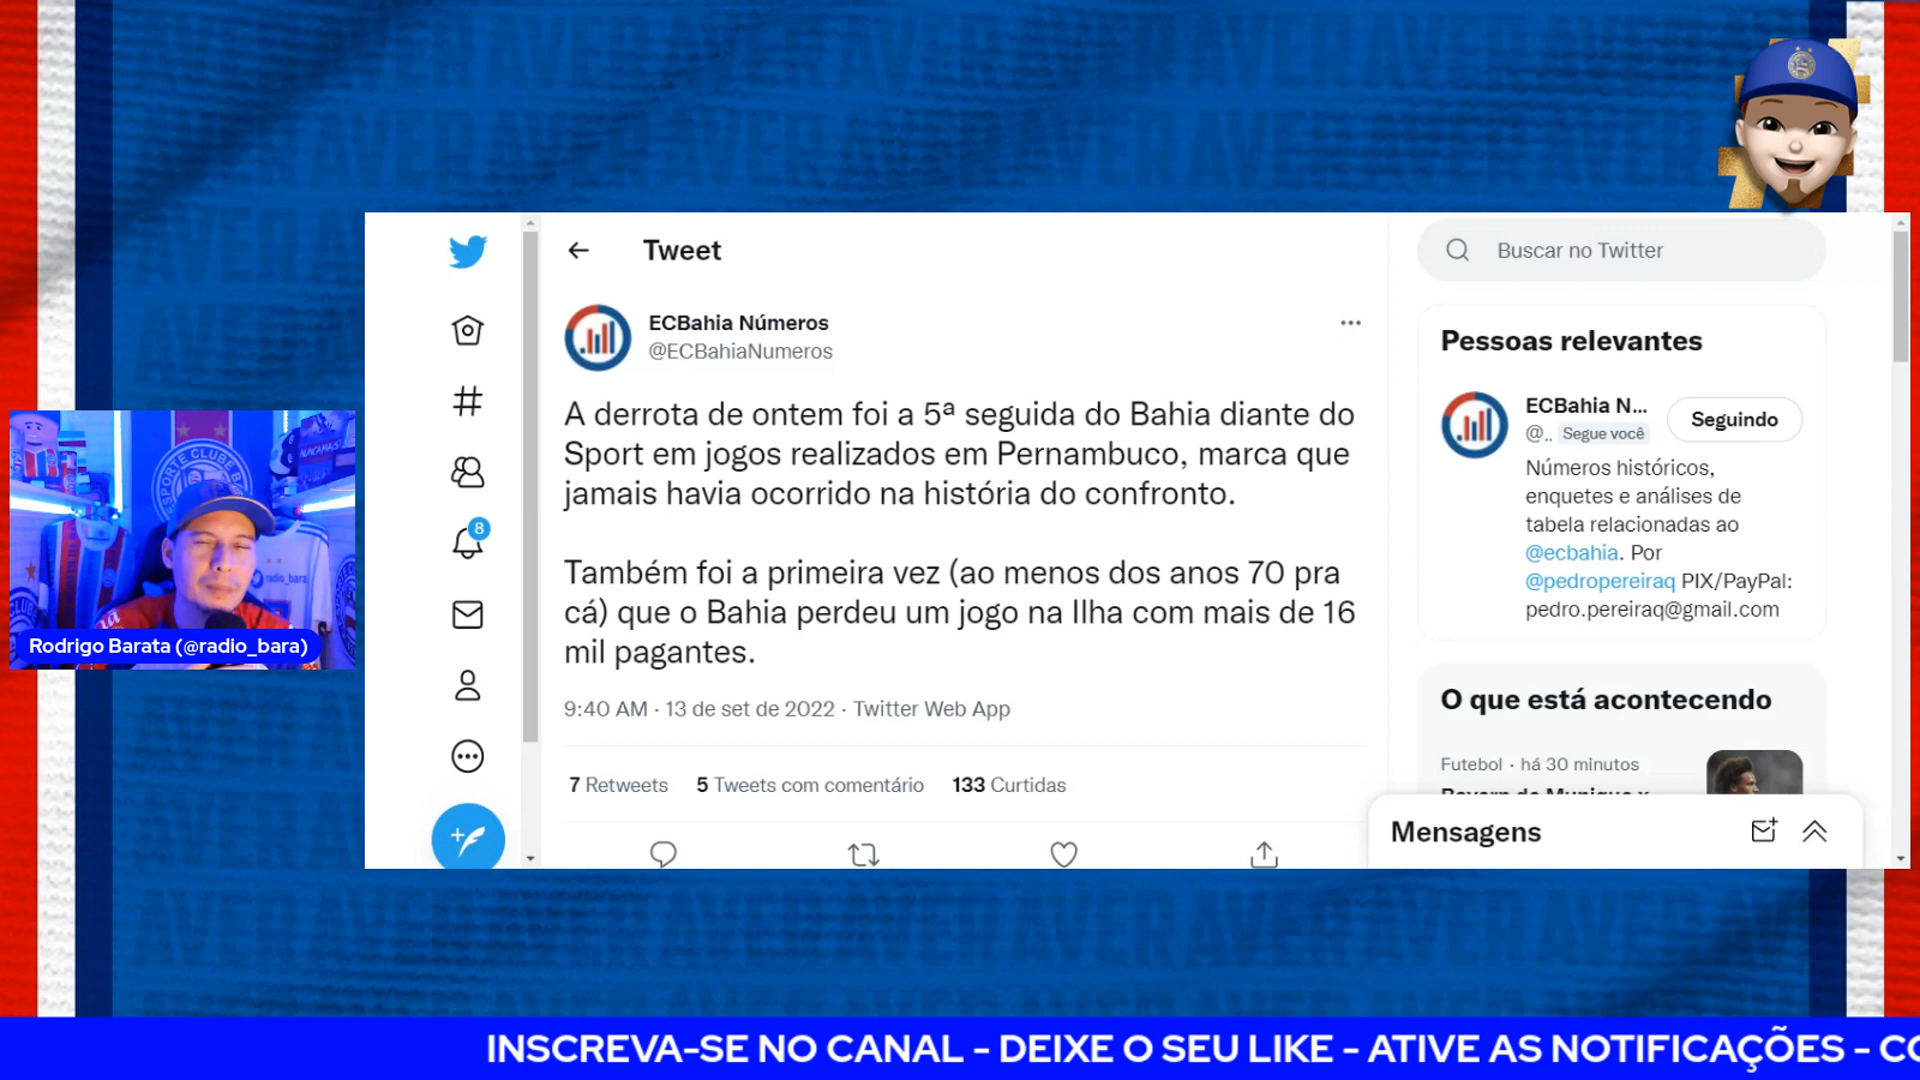 Tweet
Buscar no Twitter
ECBahia Números
@ECBahiaNumeros
A derrota de ontem foi a 5ª seguida do Bahia diante do
Sport em jogos realizados em Pernambuco, marca que
jamais havia ocorrido na história do confronto.
Também foi a primeira vez (ao menos dos anos 70 pra
cá) que o Bahia perdeu um jogo na Ilha com mais de 16
mil pagantes.
9:40 AM · 13 de set de 2022 · Twitter Web App
7 Retweets 5 Tweets com comentário 133 Curtidas
8
Pessoas relevantes
ECBahia N...
@.. Segue você
Seguindo
Números históricos,
enquetes e análises de
tabela relacionadas ao
@ecbahia. Por
@pedropereiraq PIX/PayPal:
pedro.pereiraq@gmail.com
O que está acontecendo
Futebol · há 30 minutos
Mensagens
ESPORTE CLUBE
radio_bara
Rodrigo Barata (@radio_bara)
INSCREVA-SE NO CANAL - DEIXE O SEU LIKE - ATIVE AS NOTIFICAÇÕES - CO